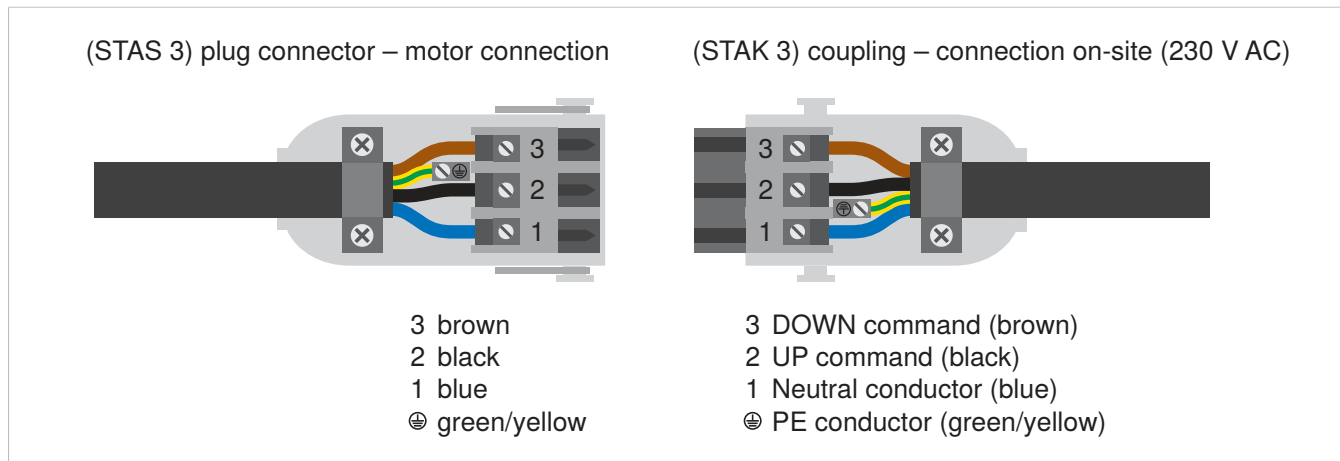 (STAS 3) plug connector – motor connection
(STAK 3) coupling – connection on-site (230 V AC)
3
2
1
3
2
1
3 brown
2 black
1 blue
⏚ green/yellow
3 DOWN command (brown)
2 UP command (black)
1 Neutral conductor (blue)
⏚ PE conductor (green/yellow)